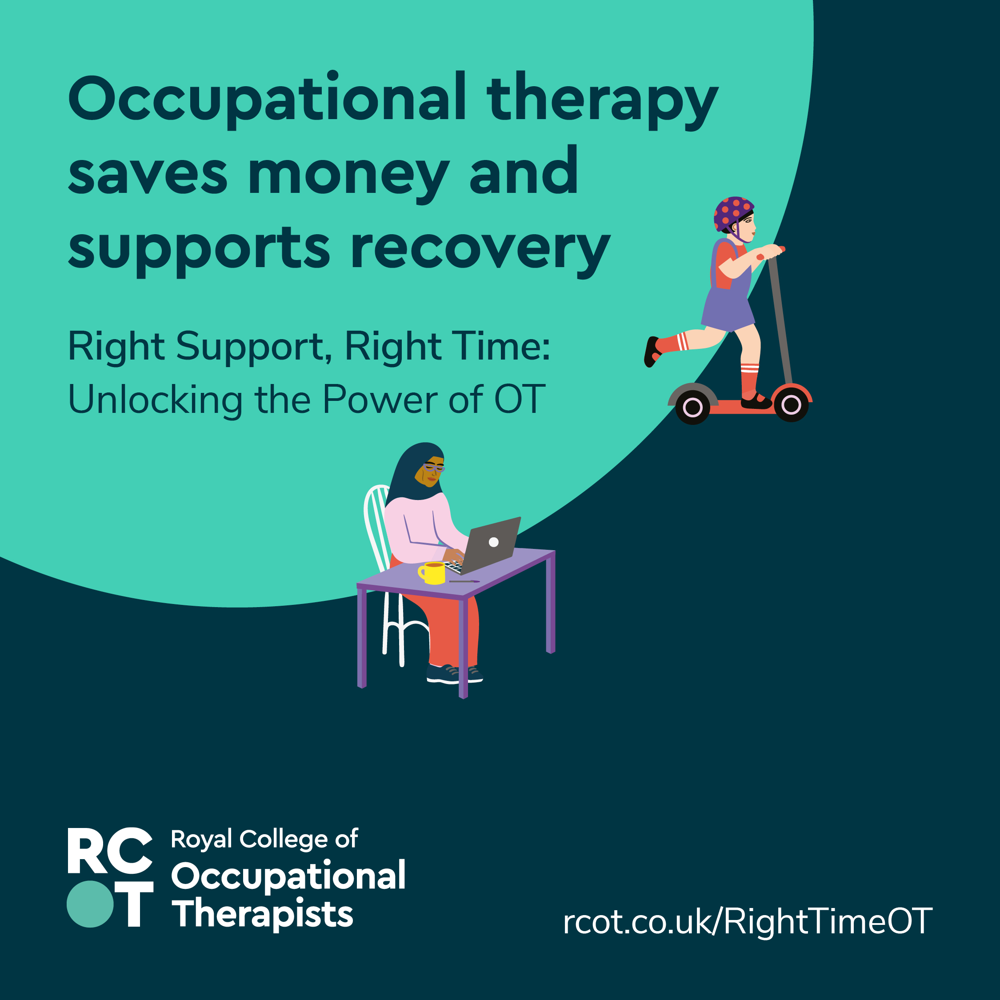 Occupational therapy
saves money and
supports recovery
Right Support, Right Time:
Unlocking the Power of OT
RC
OT
Royal College of
Occupational
Therapists
rcot.co.uk/RightTimeOT